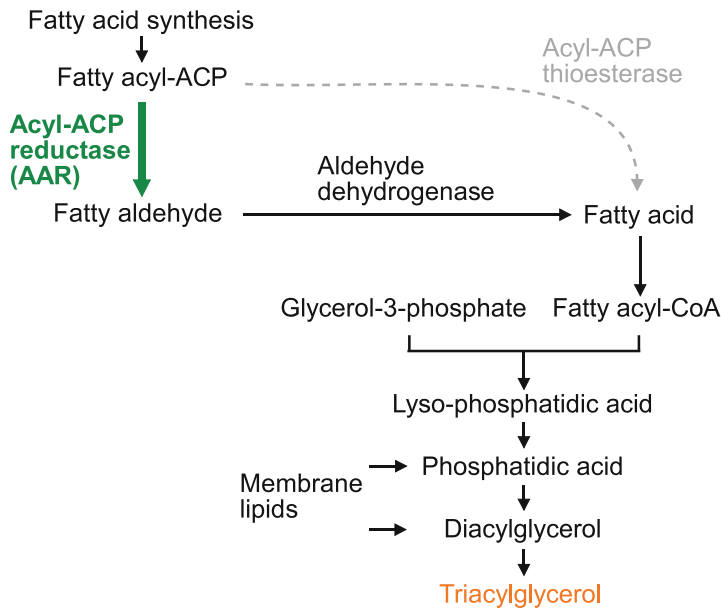 Fatty acid synthesis
Fatty acyl-ACP
Acyl-ACP
thioesterase
Acyl-ACP
reductase
(AAR)
Aldehyde
dehydrogenase
Fatty aldehyde
Fatty acid
Glycerol-3-phosphate
Fatty acyl-CoA
Lyso-phosphatidic acid
Phosphatidic acid
Membrane
lipids
Diacylglycerol
Triacylglycerol